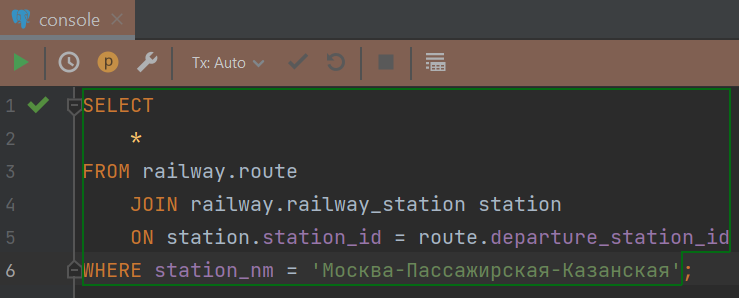 console
Tx: Auto
1 SELECT
2 *
3 FROM railway.route
4 JOIN railway.railway_station station
5 ON station.station_id = route.departure_station_id
6 WHERE station_nm = 'Москва-Пассажирская-Казанская';